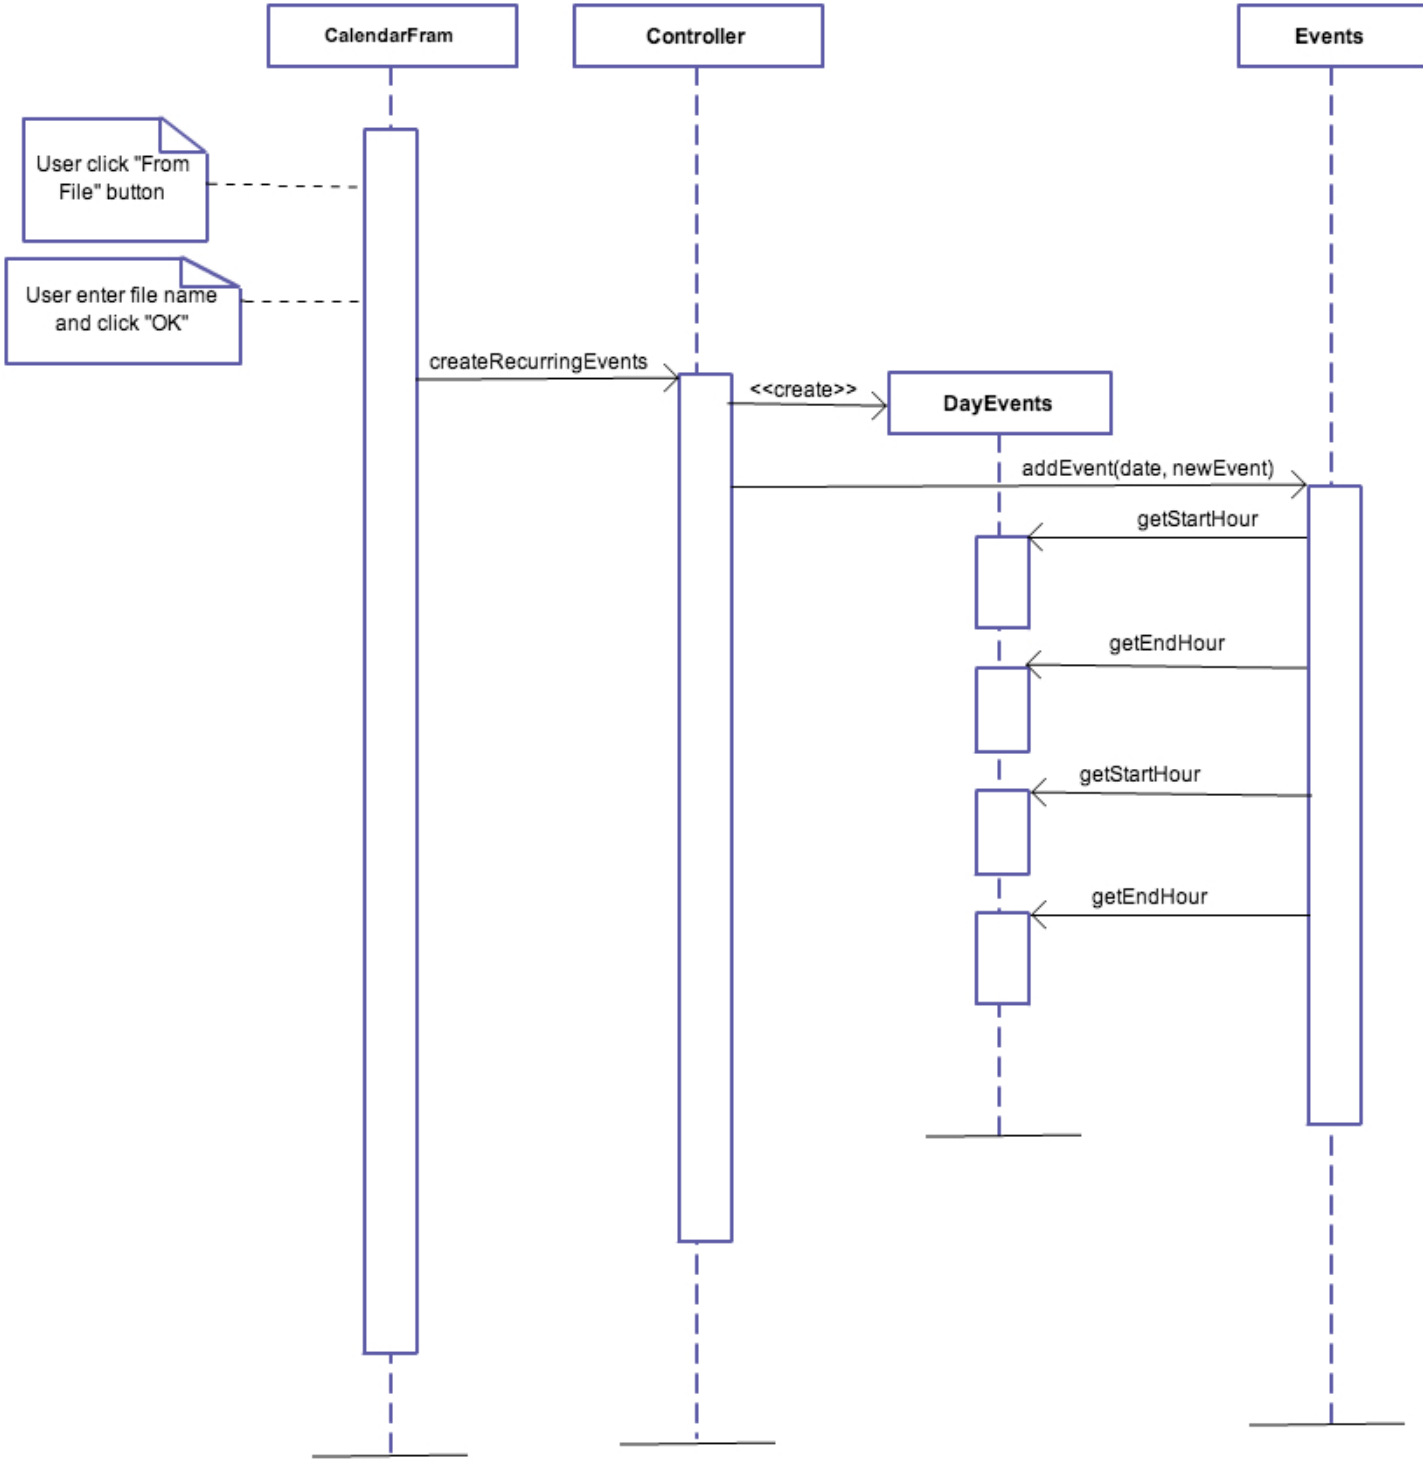 CalendarFram
Controller
Events
User click "From
File" button
User enter file name
and click "OK"
createRecurringEvents
<<create>>
DayEvents
addEvent(date, newEvent)
getStartHour
getEndHour
getStartHour
getEndHour